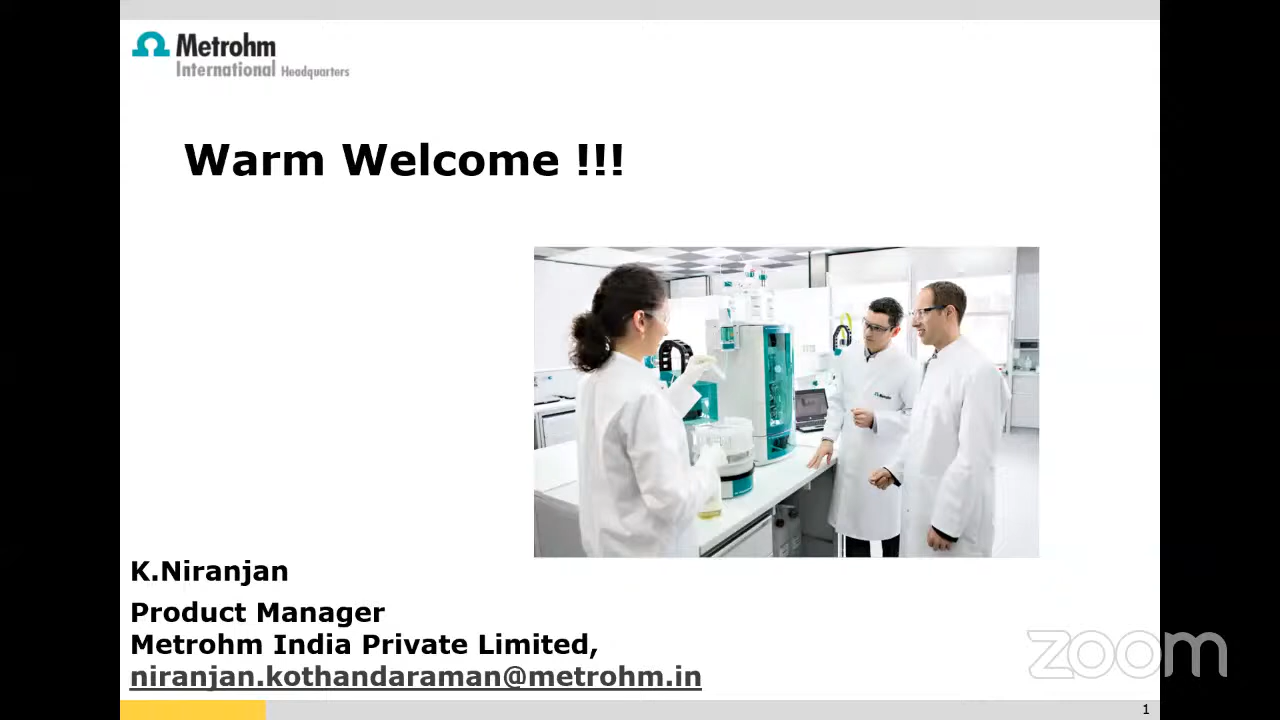 Metrohm
International Headquarters
Warm Welcome !!!
K.Niranjan
Product Manager
Metrohm India Private Limited,
niranjan.kothandaraman@metrohm.in
zoom
1